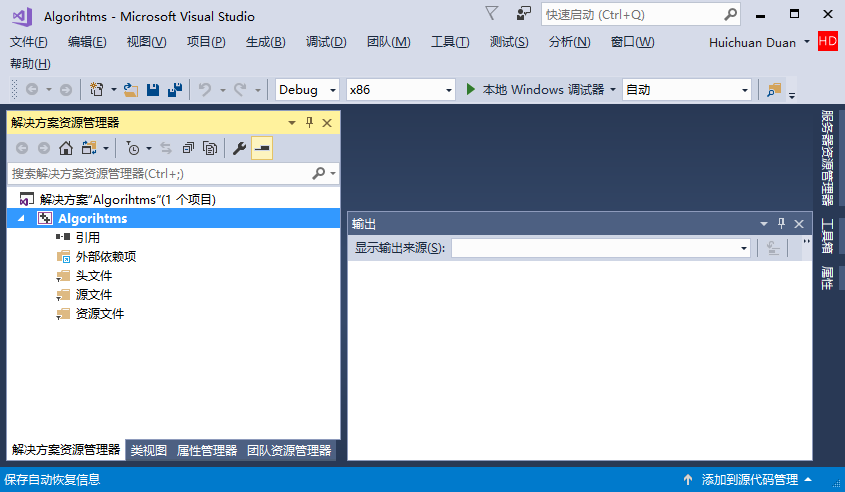 Algorihtms - Microsoft Visual Studio
快速启动 (Ctrl+Q)
文件(F) 编辑(E) 视图(V) 项目(P) 生成(B) 调试(D) 团队(M) 工具(T) 测试(S) 分析(N) 窗口(W) Huichuan Duan HD
帮助(H)
Debug x86 本地 Windows 调试器 自动
解决方案资源管理器
搜索解决方案资源管理器(Ctrl+;)
解决方案"Algorihtms"(1 个项目)
Algorihtms
引用
外部依赖项
头文件
源文件
资源文件
解决方案资源管理器 类视图 属性管理器 团队资源管理器
输出
显示输出来源(S):
服务器资源管理器
工具箱
属性
保存自动恢复信息 添加到源代码管理